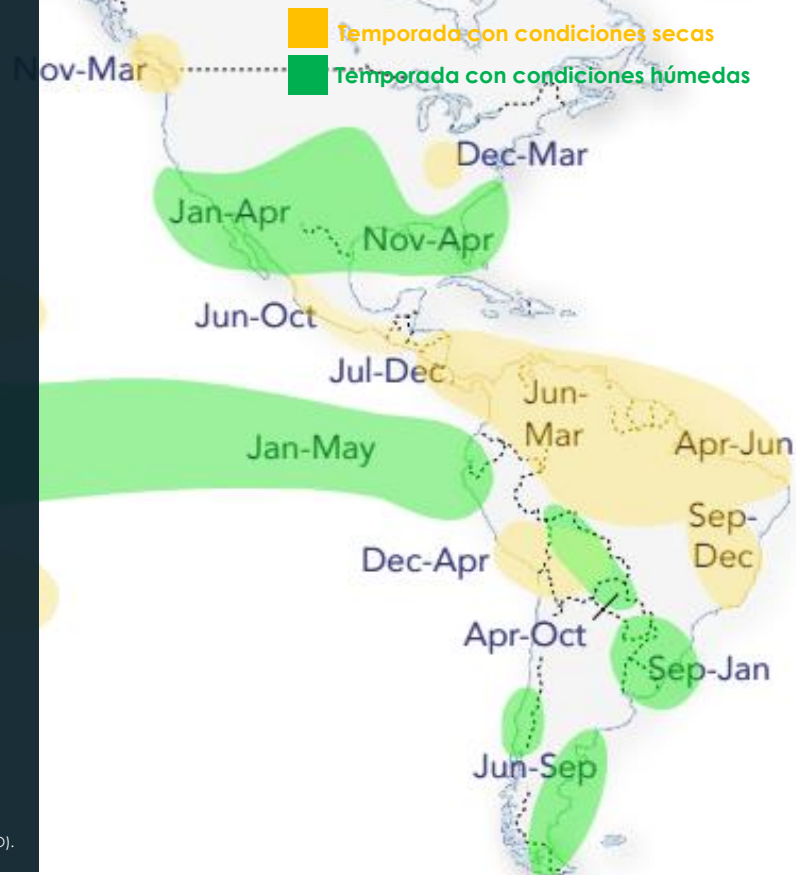 Temporada con condiciones secas
Nov-Mar
Temporada con condiciones húmedas
Dec-Mar
Jan-Apr
Nov-Apr
Jun-Oct
Jul-Dec
Jun-
Mar
Apr-Jun
Jan-May
Sep-
Dec
Dec-Apr
Apr-Oct
Sep-Jan
Jun-Sep